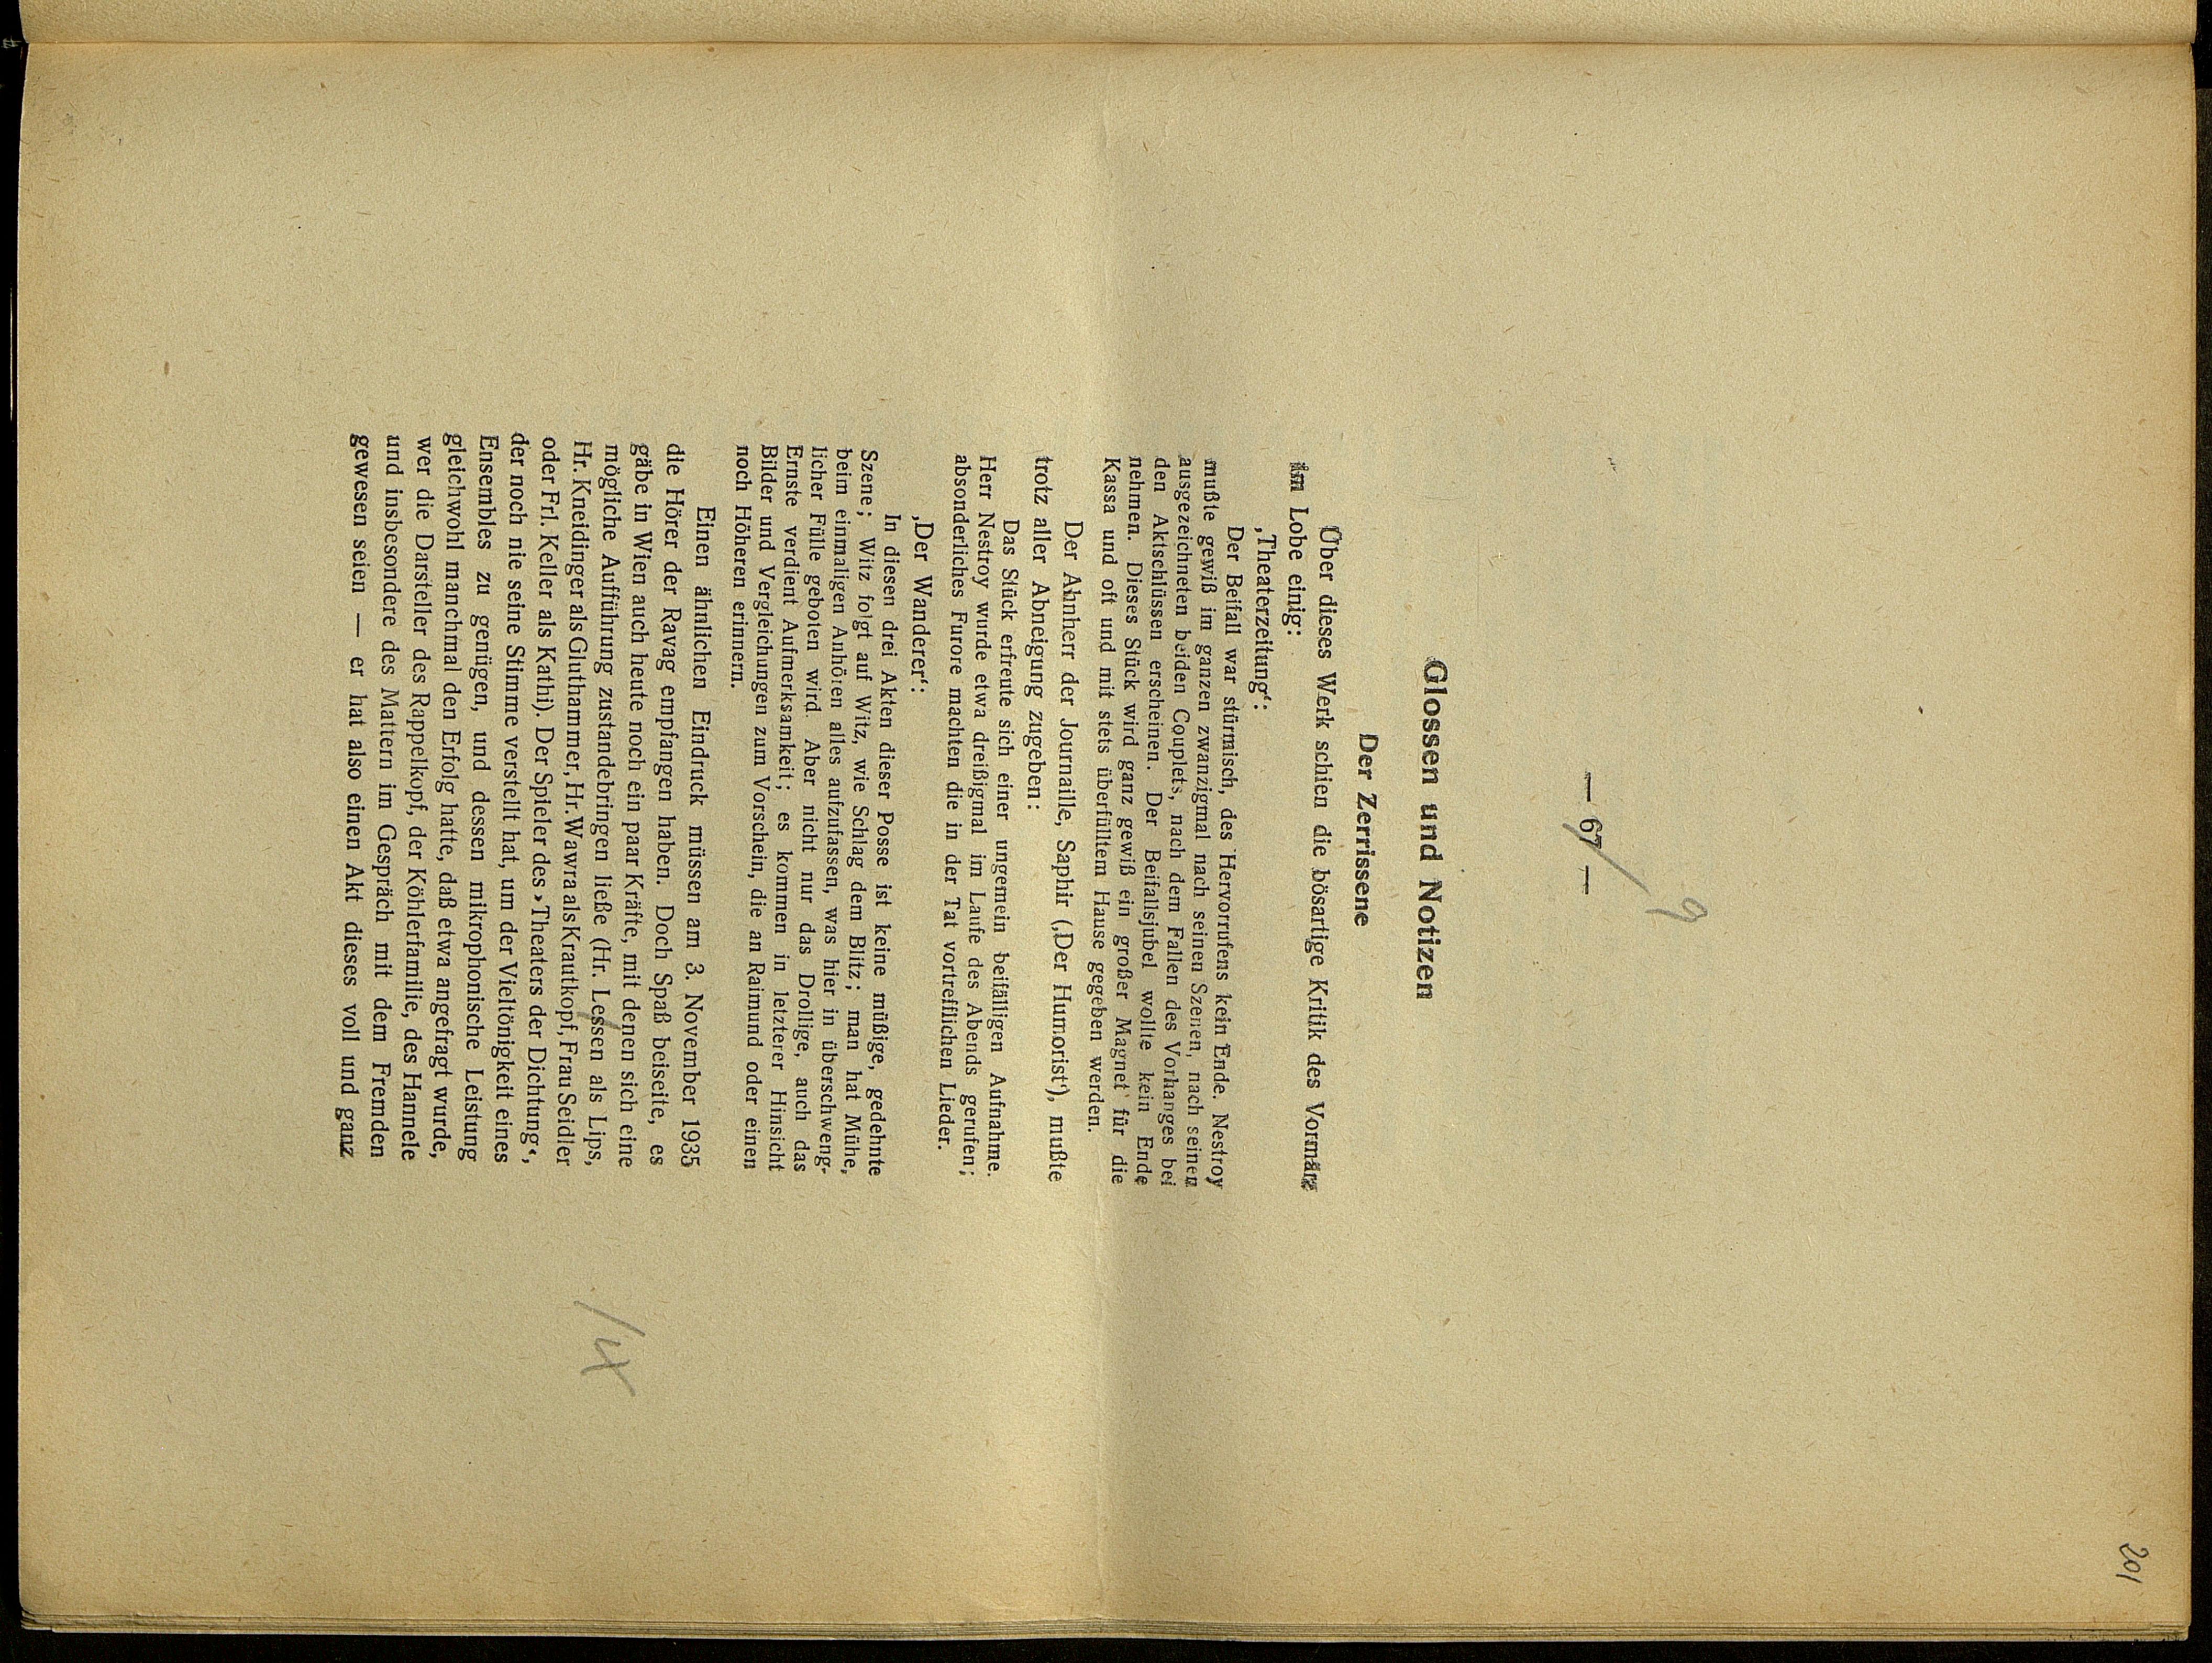 201
9
— 67 —
Glossen und Notizen
Der Zerrissene
Über dieses Werk schien die bösartige Kritik des Vormärz
im Lobe einig:
‚Theaterzeitung‘:
Der Beifall war stürmisch, des Hervorrufens kein Ende. Nestroy
mußte gewiß im ganzen zwanzigmal nach seinen Szenen, nach seinen
ausgezeichneten beiden Couplets, nach dem Fallen des Vorhanges bei
den Aktschlüssen erscheinen. Der Beifallsjubel wollte kein Ende
nehmen. Dieses Stück wird ganz gewiß ein großer Magnet für die
Kassa und oft und mit stets überfülltem Hause gegeben werden.
Der Ahnherr der Journaille, Saphir (‚Der Humorist‘), mußte
trotz aller Abneigung zugeben:
Das Stück erfreute sich einer ungemein beifälligen Aufnahme.
Herr Nestroy wurde etwa dreißigmal im Laufe des Abends gerufen;
absonderliches Furore machten die in der Tat vortrefflichen Lieder.
‚Der Wanderer‘:
In diesen drei Akten dieser Posse ist keine müßige, gedehnte
Szene; Witz folgt auf Witz, wie Schlag dem Blitz; man hat Mühe,
beim einmaligen Anhören alles aufzufassen, was hier in überschweng-
licher Fülle geboten wird. Aber nicht nur das Drollige, auch das
Ernste verdient Aufmerksamkeit; es kommen in letzterer Hinsicht
Bilder und Vergleichungen zum Vorschein, die an Raimund oder einen
noch Höheren erinnern.
Einen ähnlichen Eindruck müssen am 3. November 1935
die Hörer der Ravag empfangen haben. Doch Spaß beiseite, es
gäbe in Wien auch heute noch ein paar Kräfte, mit denen sich eine
mögliche Aufführung zustandebringen ließe (Hr. Lessen als Lips,
Hr. Kneidinger als Gluthammer, Hr. Wawra als Krautkopf, Frau Seidler
oder Frl. Keller als Kathi). Der Spieler des »Theaters der Dichtung«,
der noch nie seine Stimme verstellt hat, um der Vieltönigkeit eines
Ensembles zu genügen, und dessen mikrophonische Leistung
gleichwohl manchmal den Erfolg hatte, daß etwa angefragt wurde,
wer die Darsteller des Rappelkopf, der Köhlerfamilie, des Hannele
und insbesondere des Mattern im Gespräch mit dem Fremden
gewesen seien — er hat also einen Akt dieses voll und ganz